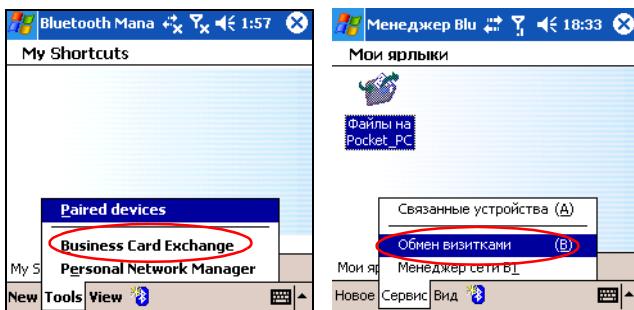 Bluetooth Mana 1:57
My Shortcuts
Paired devices
Business Card Exchange
My S
Personal Network Manager
New Tools View
Менеджер Blu 18:33
Мои ярлыки
Файлы на
Pocket_PC
Связанные устройства (A)
Обмен визитками (B)
Мои яр
Менеджер сети BT
Новое Сервис Вид